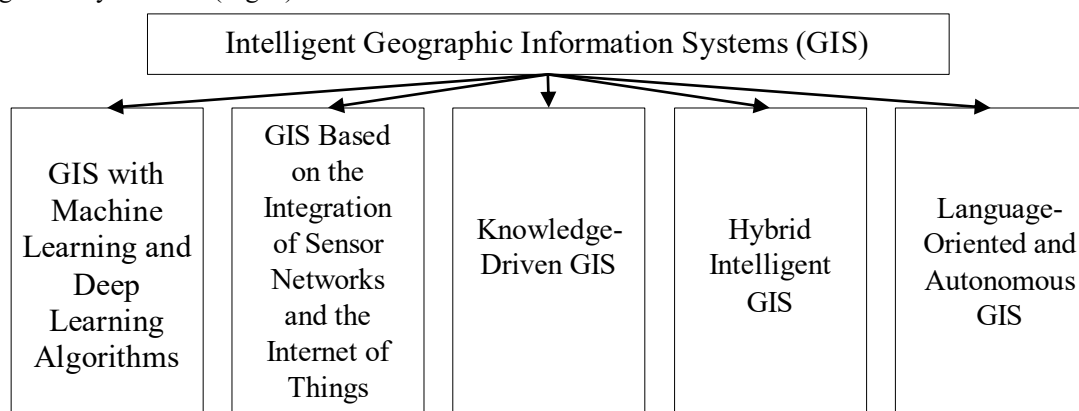 Intelligent Geographic Information Systems (GIS)
GIS with
Machine
Learning and
Deep
Learning
Algorithms
GIS Based
on the
Integration
of Sensor
Networks
and the
Internet of
Things
Knowledge-
Driven GIS
Hybrid
Intelligent
GIS
Language-
Oriented and
Autonomous
GIS